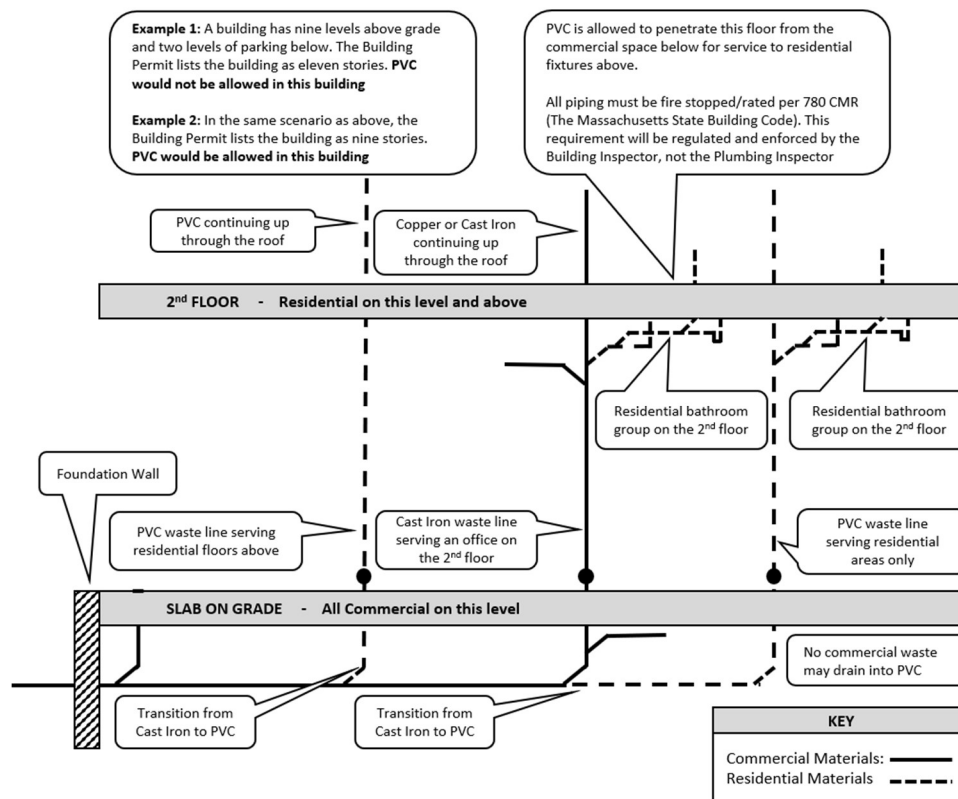 Example 1: A building has nine levels above grade
and two levels of parking below. The Building
Permit lists the building as eleven stories. PVC
would not be allowed in this building
Example 2: In the same scenario as above, the
Building Permit lists the building as nine stories.
PVC would be allowed in this building
PVC is allowed to penetrate this floor from the
commercial space below for service to residential
fixtures above.
All piping must be fire stopped/rated per 780 CMR
(The Massachusetts State Building Code). This
requirement will be regulated and enforced by the
Building Inspector, not the Plumbing Inspector
PVC continuing up
through the roof
Copper or Cast Iron
continuing up
through the roof
2nd FLOOR - Residential on this level and above
Residential bathroom
group on the 2nd floor
Residential bathroom
group on the 2nd floor
Foundation Wall
PVC waste line serving
residential floors above
Cast Iron waste line
serving an office on
the 2nd floor
PVC waste line
serving residential
areas only
SLAB ON GRADE - All Commercial on this level
No commercial waste
may drain into PVC
Transition from
Cast Iron to PVC
Transition from
Cast Iron to PVC
KEY
Commercial Materials:
Residential Materials